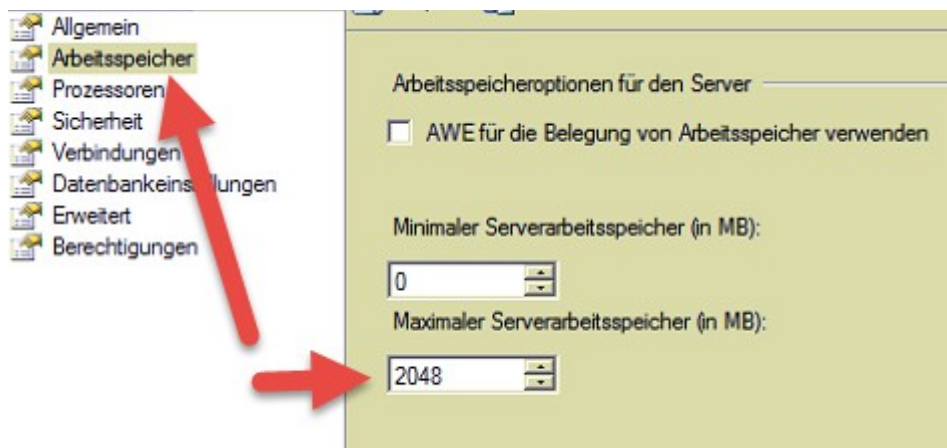 Allgemein
Arbeitsspeicher
Prozessoren
Sicherheit
Verbindungen
Erweitert
Berechtigungen
Arbeitsspeicheroptionen für den Server
AWE für die Belegung von Arbeitsspeicher verwenden
Minimaler Serverarbeitsspeicher (in MB):
0
Maximaler Serverarbeitsspeicher (in MB):
2048